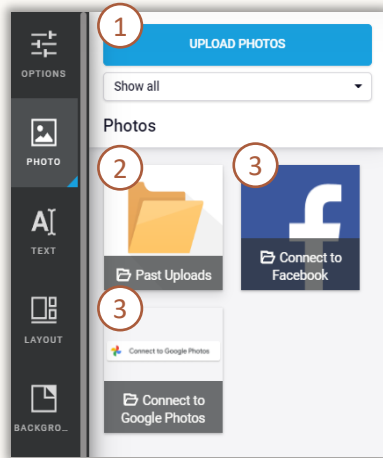 OPTIONS
PHOTO
A
TEXT
LAYOUT
BACKGRO...
1
UPLOAD PHOTOS
Show all
Photos
2
Past Uploads
3
f
Connect to
Facebook
3
Connect to Google Photos
Connect to
Google Photos